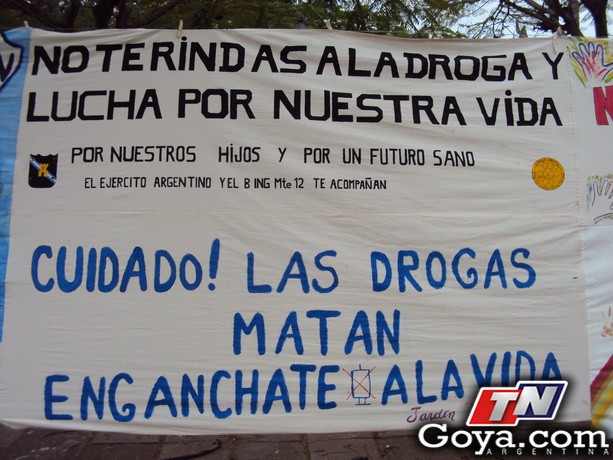 NO TE RINDAS A LA DROGA Y
LUCHA POR NUESTRA VIDA
POR NUESTROS HIJOS Y POR UN FUTURO SANO
EL EJERCITO ARGENTINO Y EL B ING Mte 12 TE ACOMPAÑAN
CUIDADO! LAS DROGAS
MATAN
ENGANCHATE A LA VIDA
Jardin
TN
Goya.com
ARGENTINA